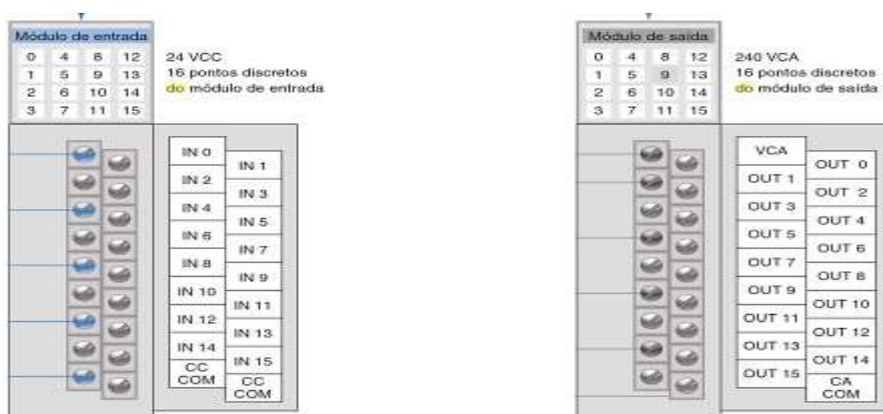 Módulo de entrada
0 4 8 12
1 5 9 13
2 6 10 14
3 7 11 15
24 VCC
16 pontos discretos
do módulo de entrada
IN 0
IN 1
IN 2
IN 3
IN 4
IN 5
IN 6
IN 7
IN 8
IN 9
IN 10
IN 11
IN 12
IN 13
IN 14
IN 15
CC
COM
CC
COM
Módulo de saída
0 4 8 12
1 5 9 13
2 6 10 14
3 7 11 15
240 VCA
16 pontos discretos
do módulo de saída
VCA
OUT 0
OUT 1
OUT 2
OUT 3
OUT 4
OUT 5
OUT 6
OUT 7
OUT 8
OUT 9
OUT 10
OUT 11
OUT 12
OUT 13
OUT 14
OUT 15
CA
COM